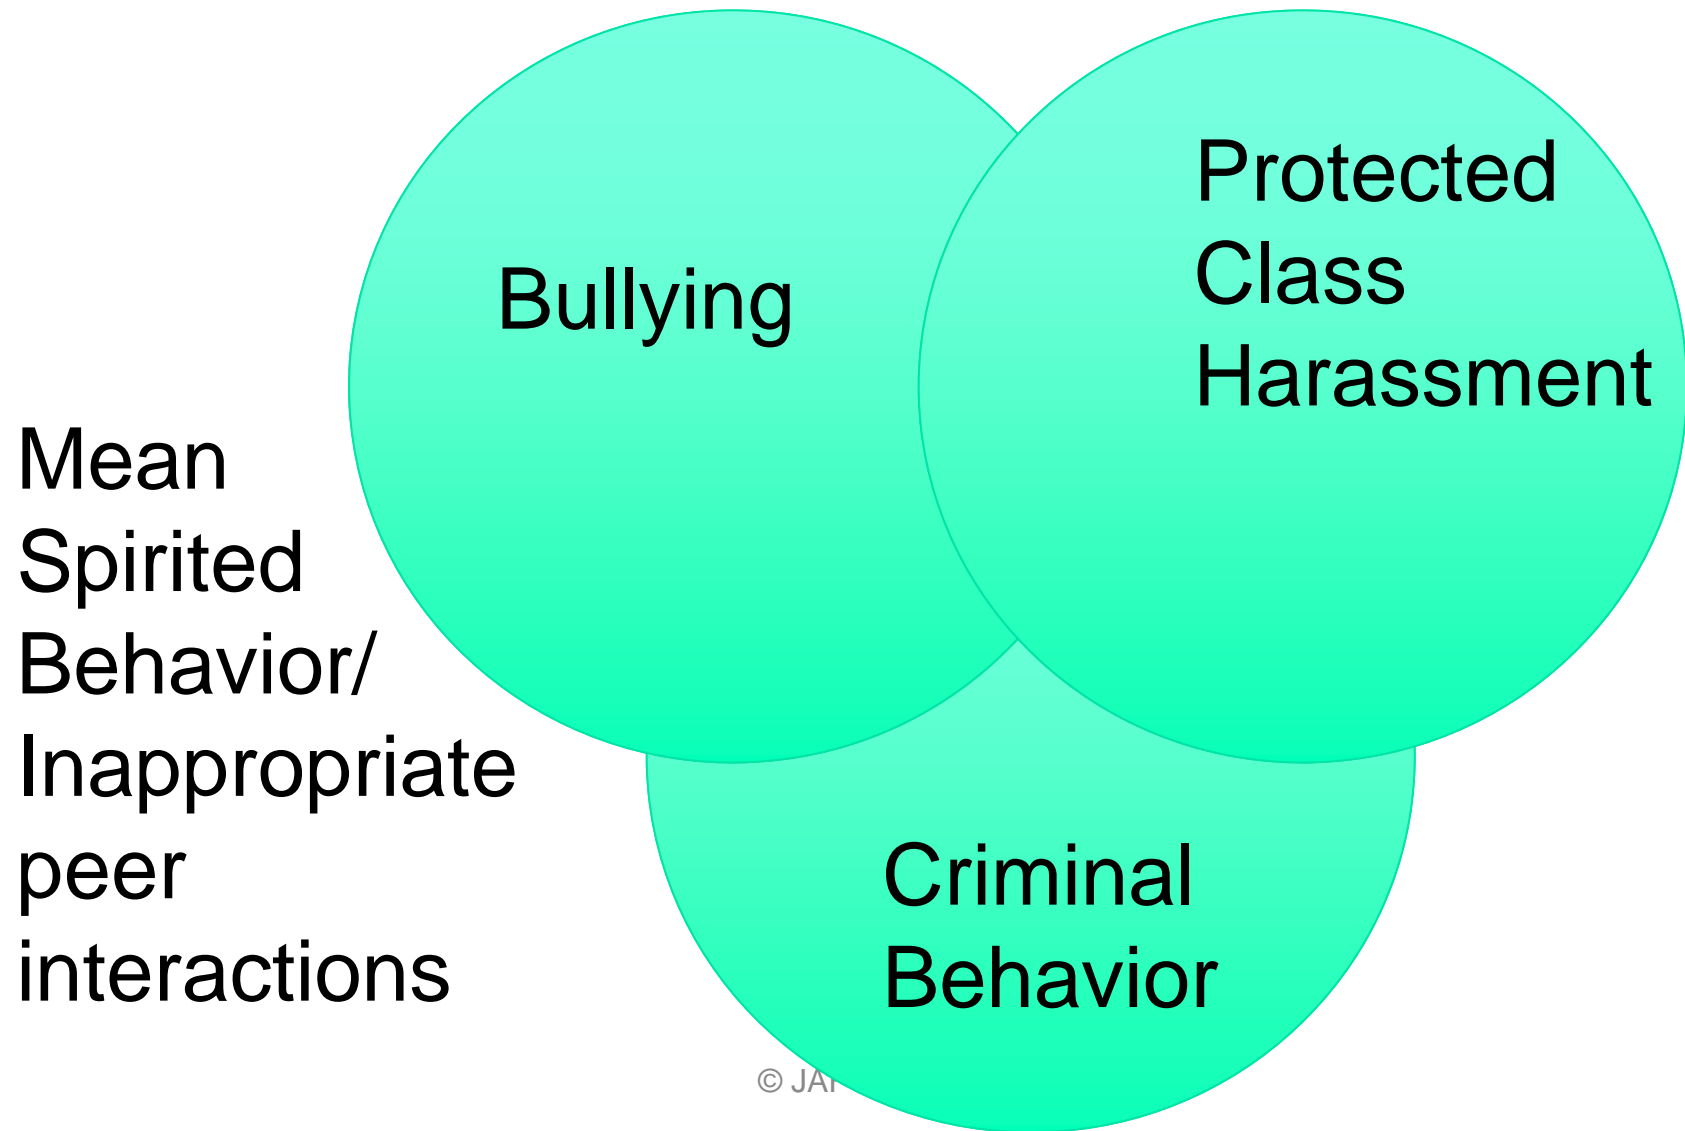 Bullying
Protected
Class
Harassment
Mean
Spirited
Behavior/
Inappropriate
peer
interactions
Criminal
Behavior
©